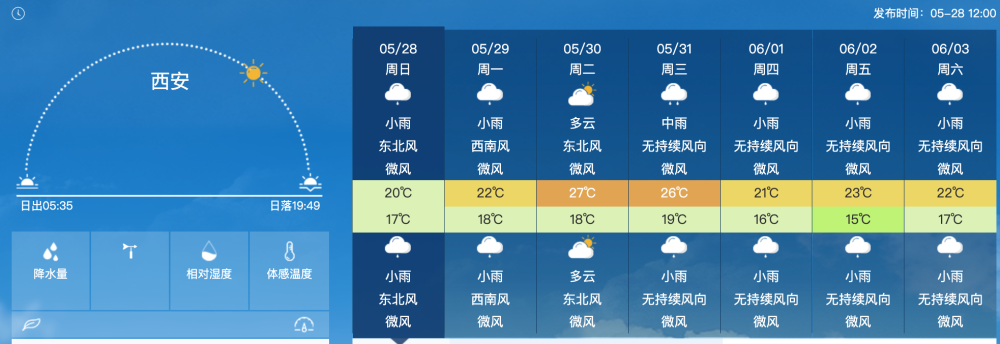 发布时间：05-28 12:00
西安
日出05:35
日落19:49
降水量
相对湿度
体感温度
05/28 05/29 05/30 05/31 06/01 06/02 06/03
周日 周一 周二 周三 周四 周五 周六
小雨 小雨 多云 中雨 小雨 小雨 小雨
东北风 西南风 东北风 无持续风向 无持续风向 无持续风向 无持续风向
微风 微风 微风 微风 微风 微风 微风
20℃ 22℃ 27℃ 26℃ 21℃ 23℃ 22℃
17℃ 18℃ 18℃ 19℃ 16℃ 15℃ 17℃
小雨 小雨 多云 小雨 小雨 小雨 小雨
东北风 西南风 东北风 无持续风向 无持续风向 无持续风向 无持续风向
微风 微风 微风 微风 微风 微风 微风